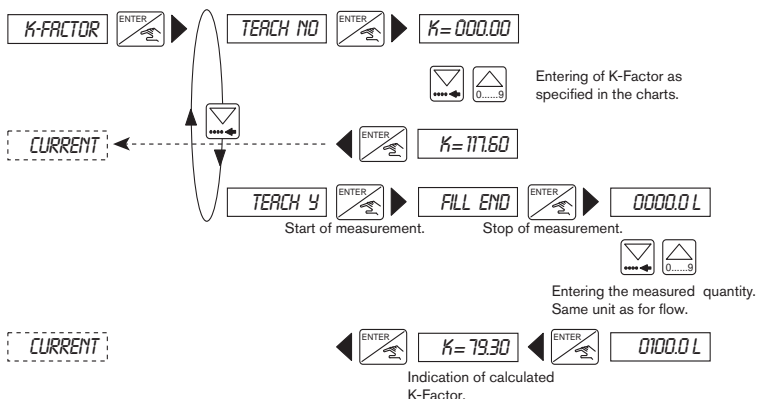 K-FACTOR
ENTER
TEACH NO
ENTER
K=000.00
0......9
Entering of K-Factor as
specified in the charts.
CURRENT
ENTER
K=117.60
TEACH Y
ENTER
FILL END
ENTER
0000.0 L
Start of measurement.
Stop of measurement.
0......9
Entering the measured quantity.
Same unit as for flow.
CURRENT
ENTER
K=79.30
ENTER
0100.0 L
Indication of calculated
K-Factor.